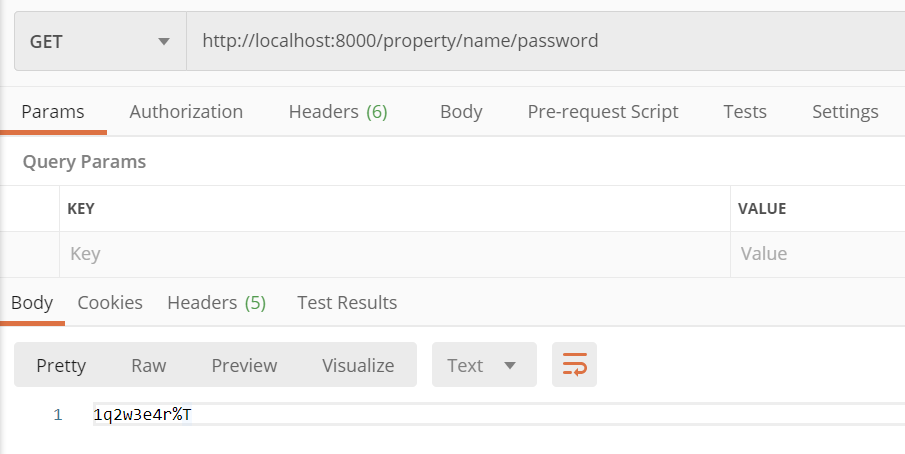 GET http://localhost:8000/property/name/password
Params Authorization Headers (6) Body Pre-request Script Tests Settings
Query Params
KEY VALUE
Key Value
Body Cookies Headers (5) Test Results
Pretty Raw Preview Visualize Text
1 1q2w3e4r%T